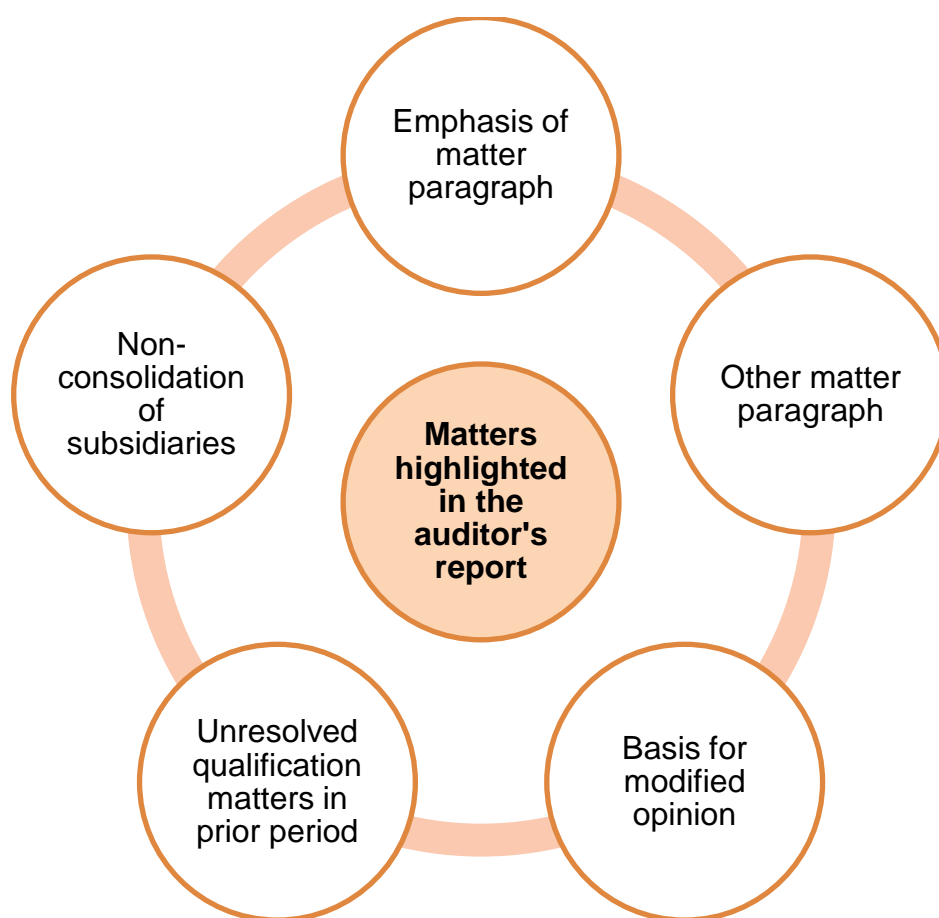 Emphasis of
matter
paragraph
Other matter
paragraph
Basis for
modified
opinion
Unresolved
qualification
matters in
prior period
Non-
consolidation
of
subsidiaries
Matters
highlighted
in the
auditor's
report